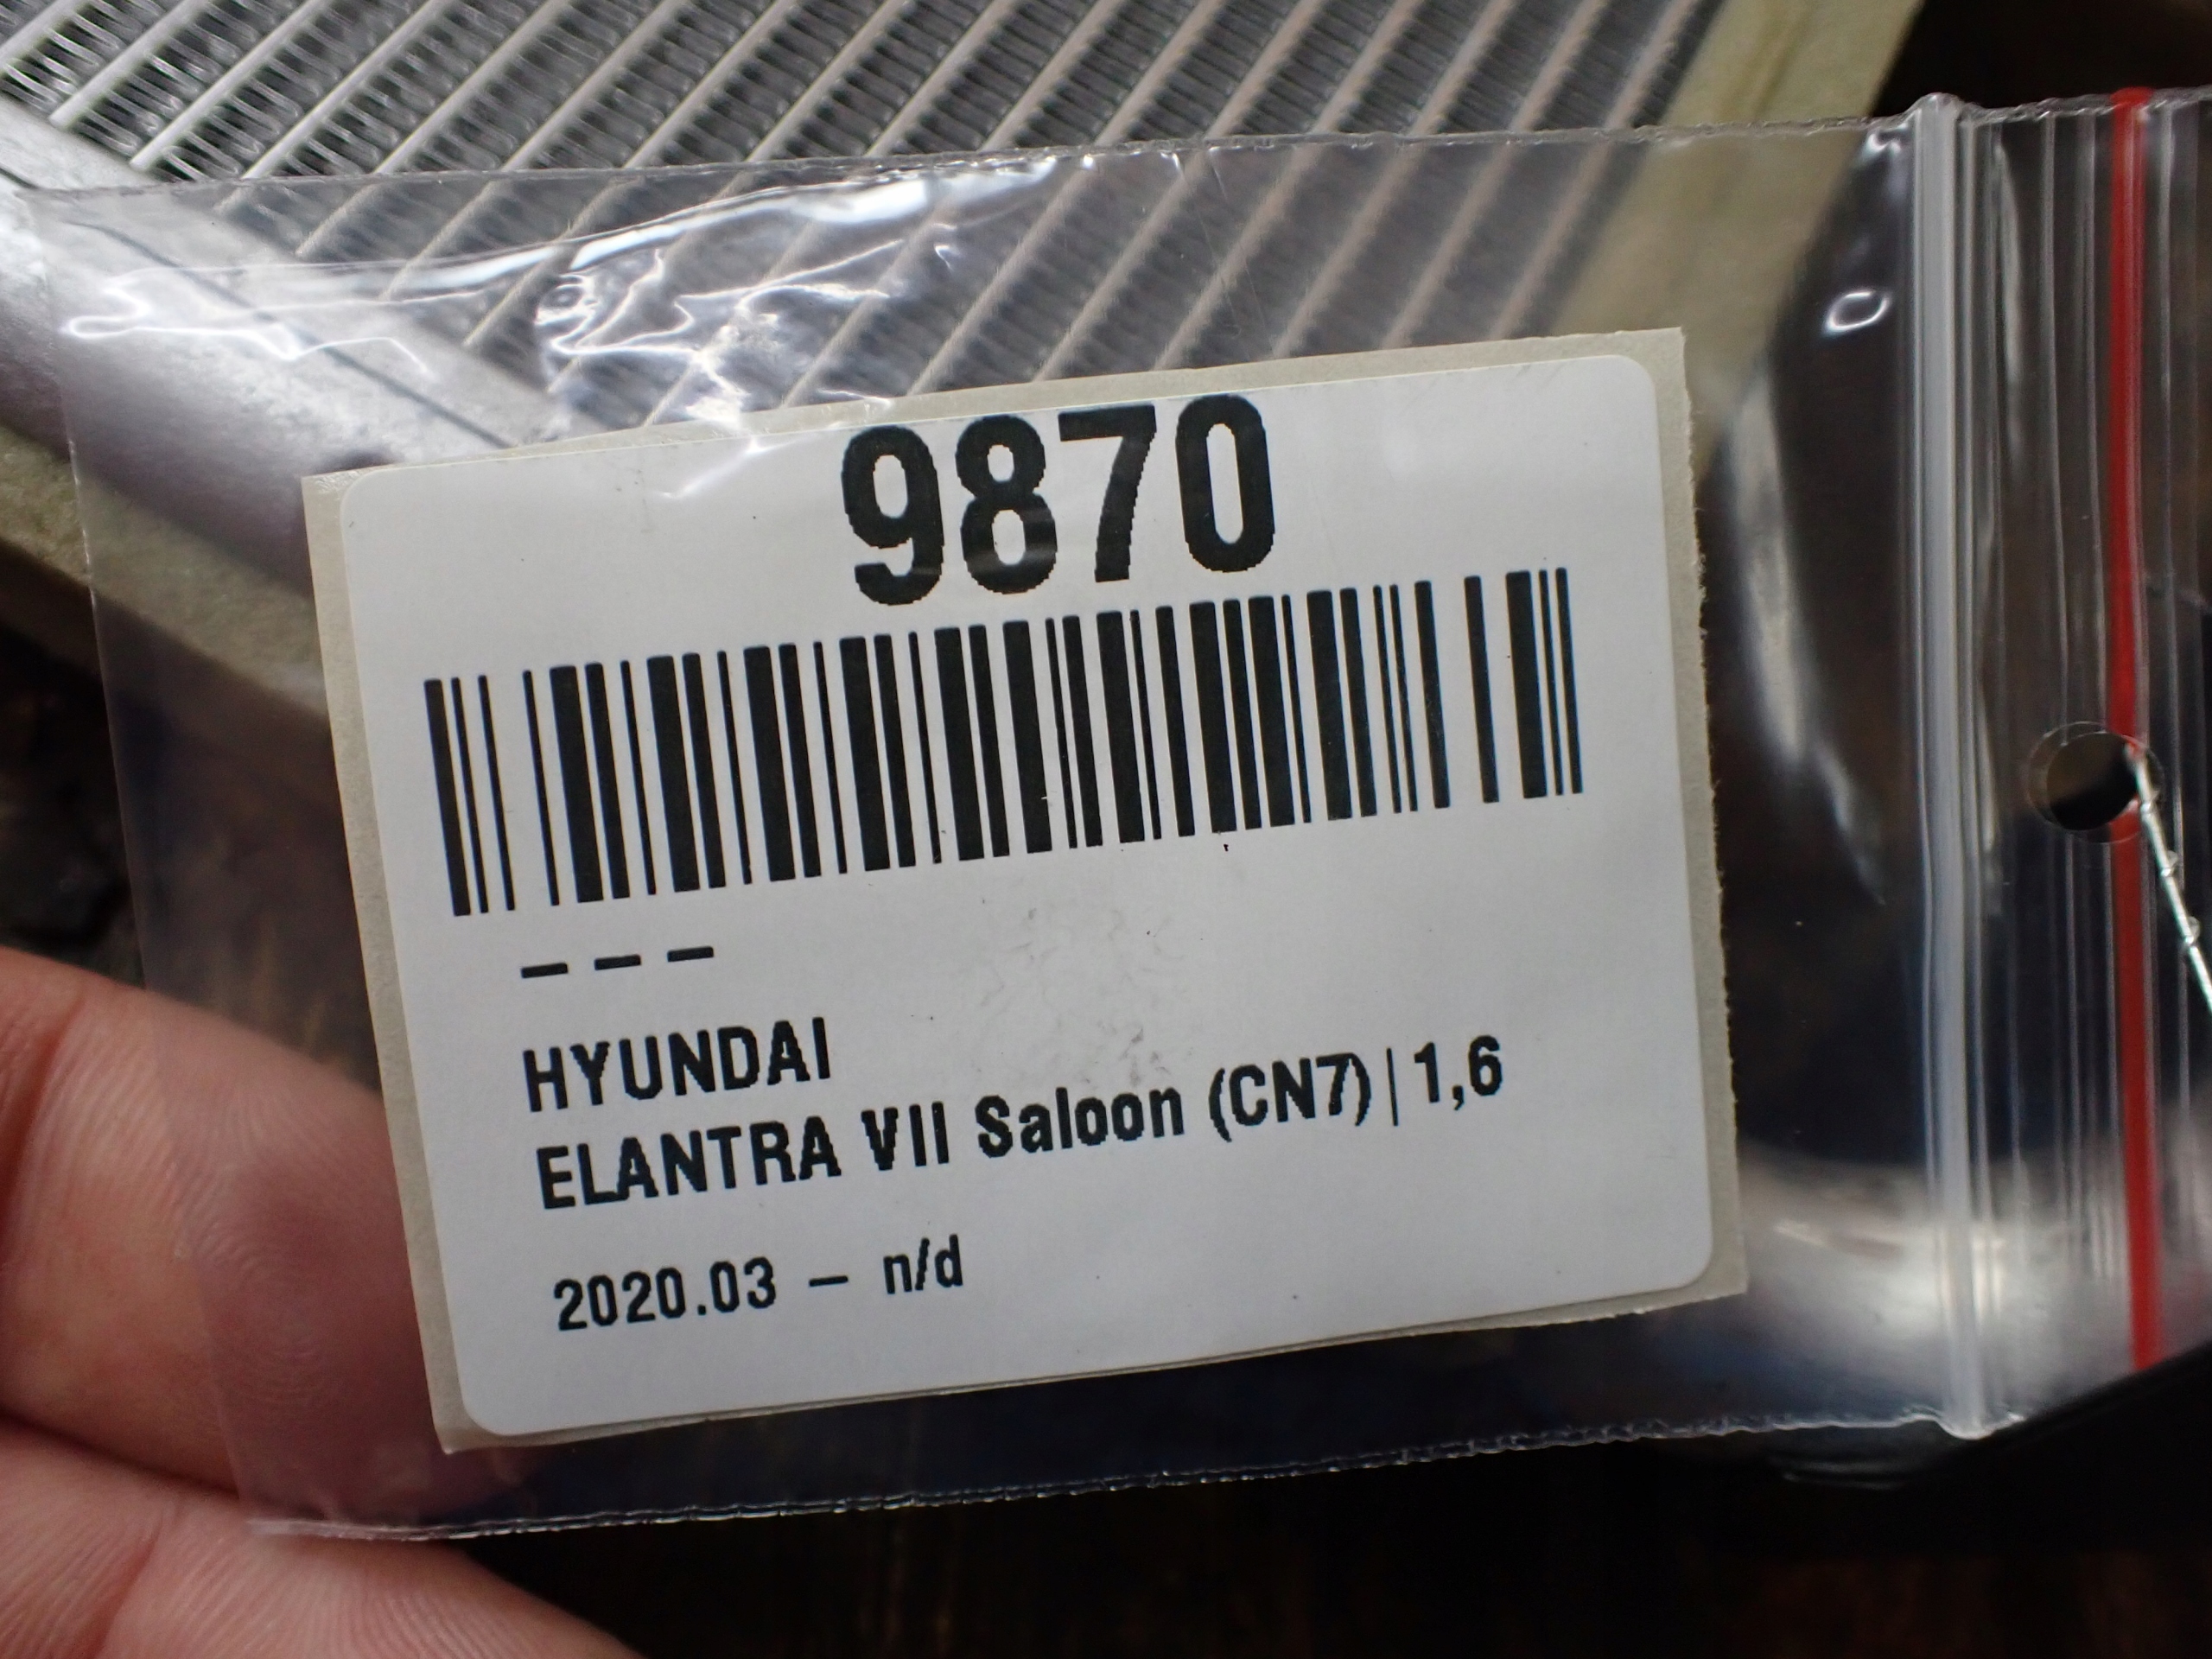 9870
– – –
HYUNDAI
ELANTRA VII Saloon (CN7)| 1,6
2020.03 – n/d